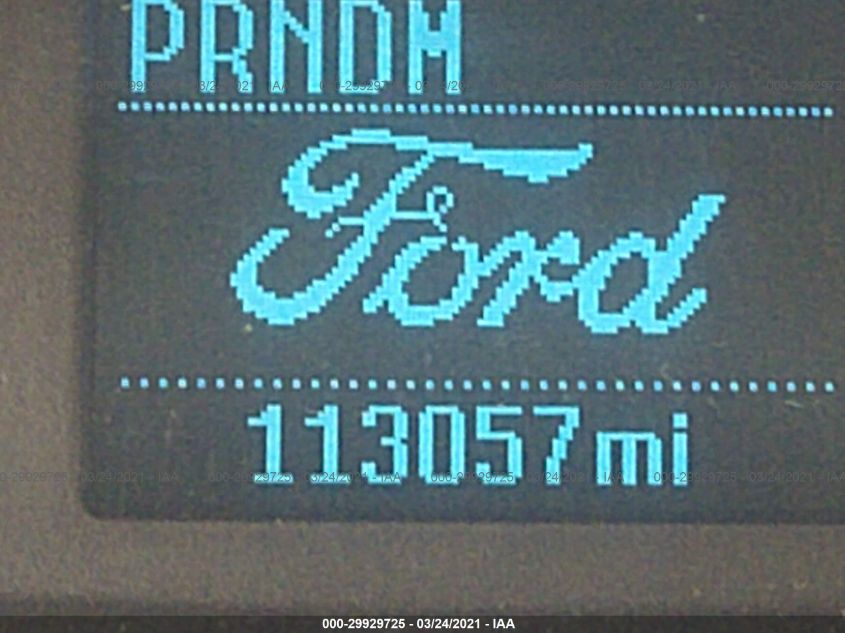 PRNDM
Ford
113057mi
000-29929725 - 03/24/2021 - IAA